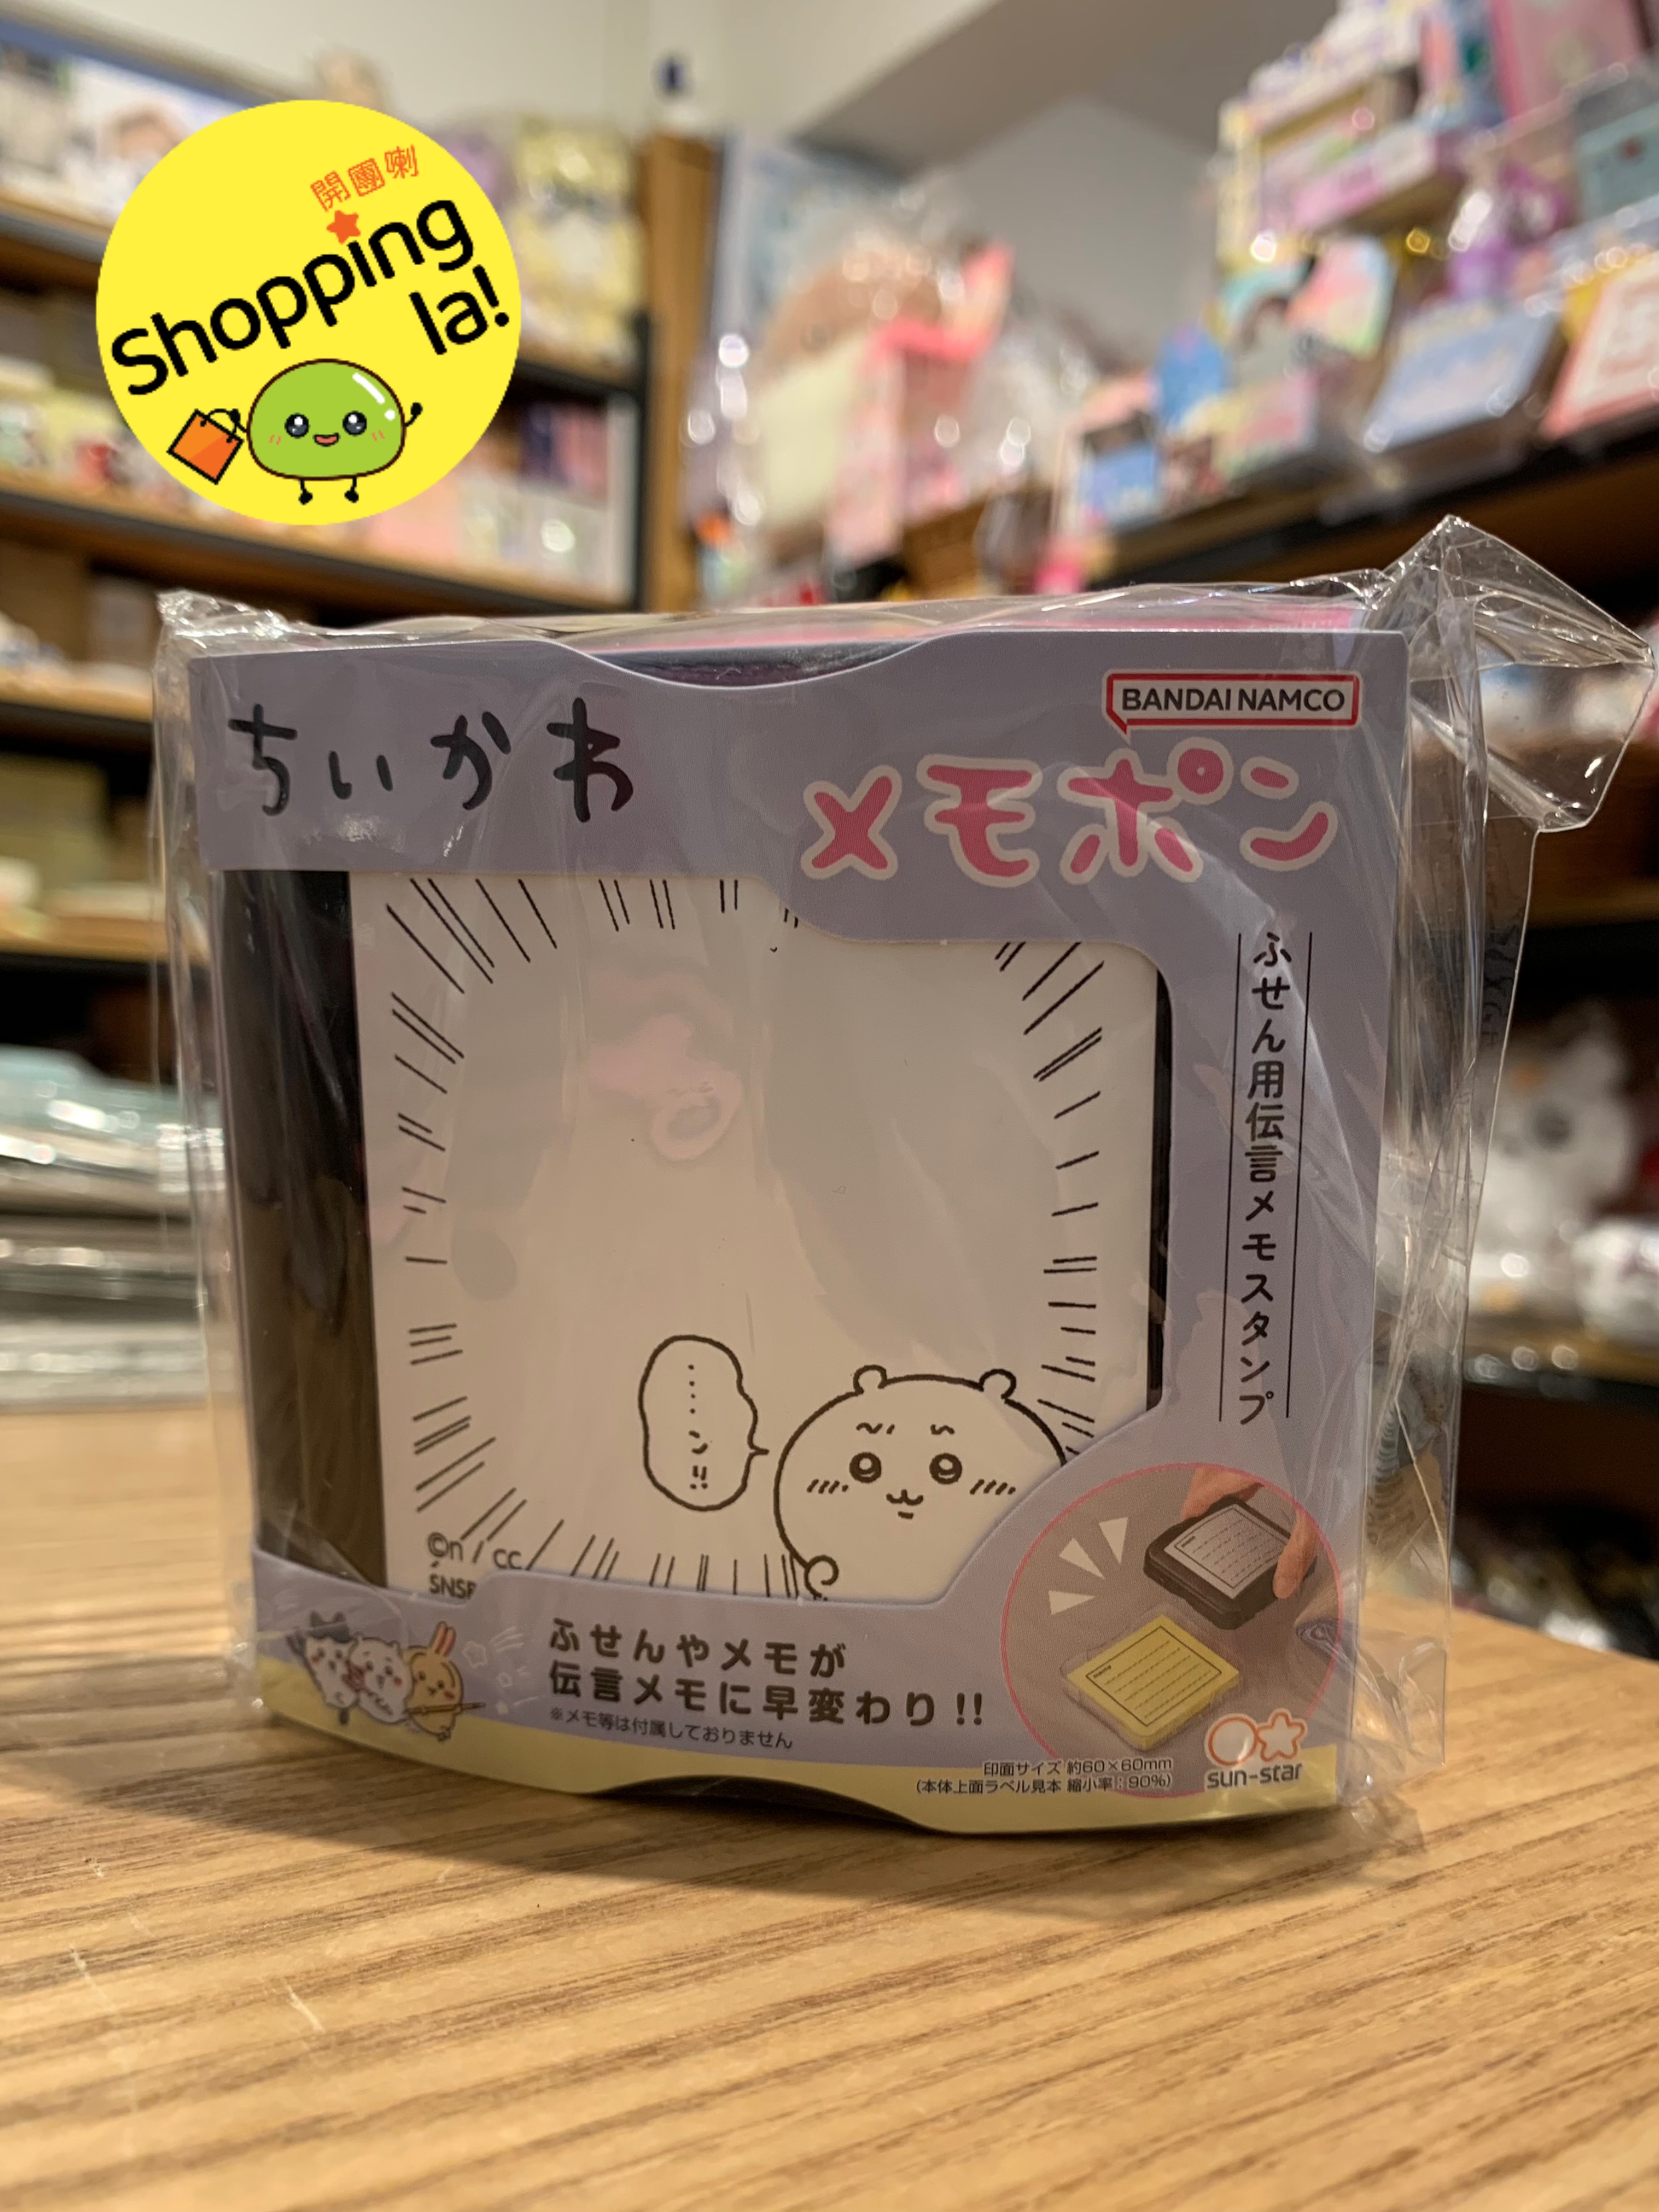 開團喇
Shopping
la!
BANDAI NAMCO
ちいかわ
メモポン
ふせん用伝言メモスタンプ
……ン!!
©n
ふせんやメモが
伝言メモに早変わり!!
※メモ等は付属しておりません
印面サイズ 約60×60mm
(本体上面ラベル見本 縮小率:90%)
sun-star